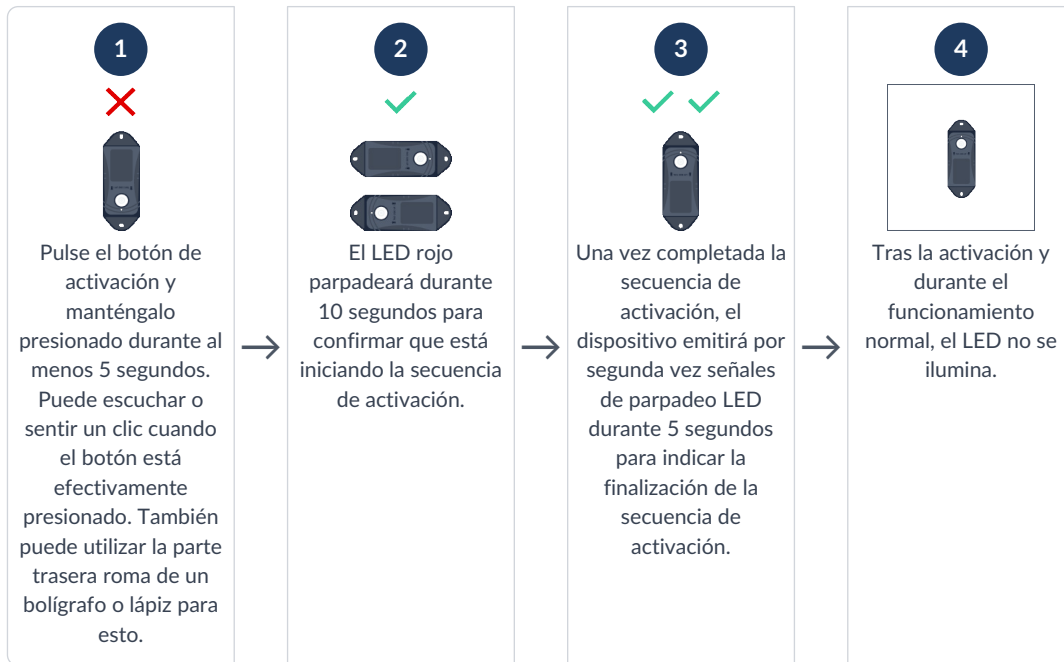 1
Pulse el botón de
activación y
manténgalo
presionado durante al
menos 5 segundos.
Puede escuchar o
sentir un clic cuando
el botón está
efectivamente
presionado. También
puede utilizar la parte
trasera roma de un
bolígrafo o lápiz para
esto.
2
El LED rojo
parpadeará durante
10 segundos para
confirmar que está
iniciando la secuencia
de activación.
3
Una vez completada la
secuencia de
activación, el
dispositivo emitirá por
segunda vez señales
de parpadeo LED
durante 5 segundos
para indicar la
finalización de la
secuencia de
activación.
4
Tras la activación y
durante el
funcionamiento
normal, el LED no se
ilumina.